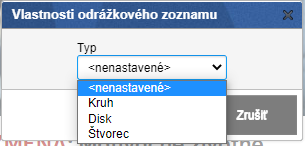 Vlastnosti odrážkového zoznamu
Typ
<nenastavené>
<nenastavené>
Kruh
Disk
Štvorec
Zrušiť